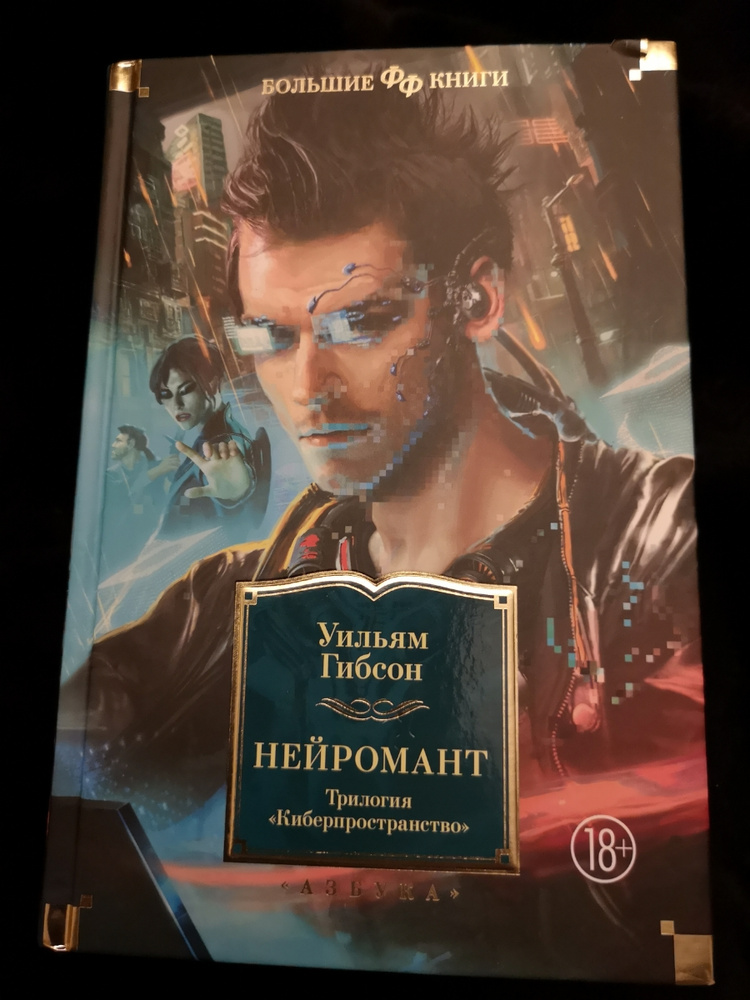 БОЛЬШИЕ ФФ КНИГИ
Уильям
Гибсон
НЕЙРОМАНТ
Трилогия
«Киберпространство»
18+
«АЗБУКА»